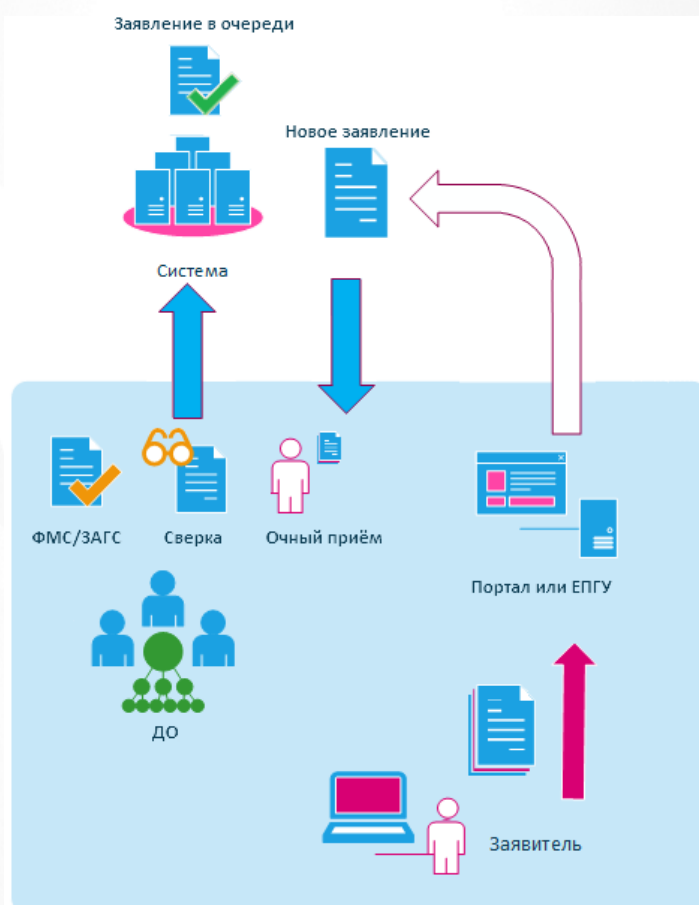 Заявление в очереди
Новое заявление
Система
ФМС/ЗАГС
Сверка
Очный приём
Портал или ЕПГУ
ДО
Заявитель